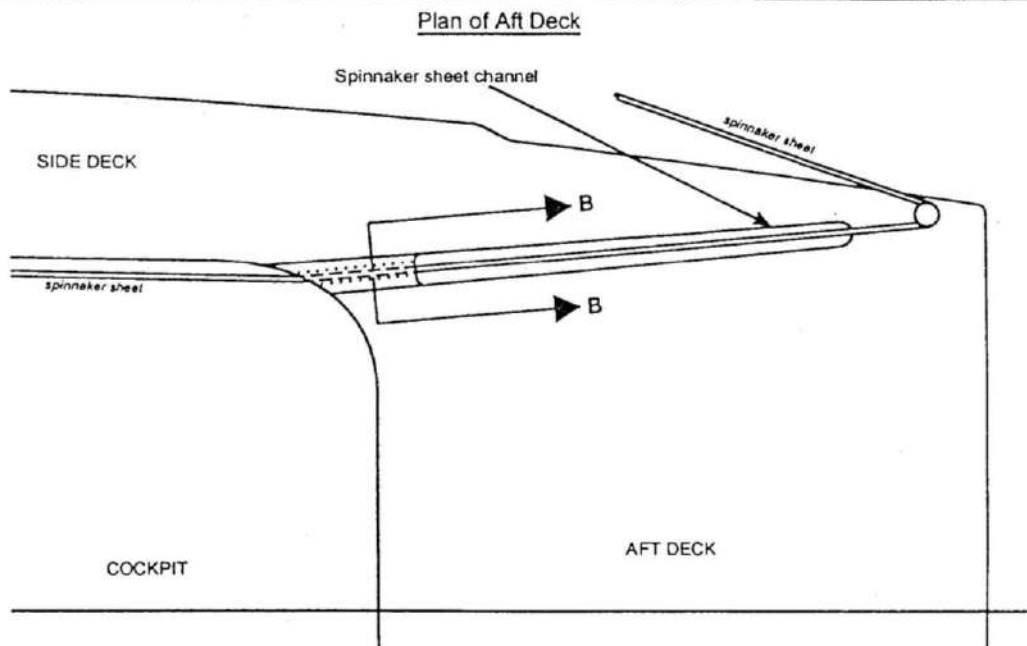 Plan of Aft Deck
Spinnaker sheet channel
spinnaker sheet
SIDE DECK
B
spinnaker sheet
B
AFT DECK
COCKPIT